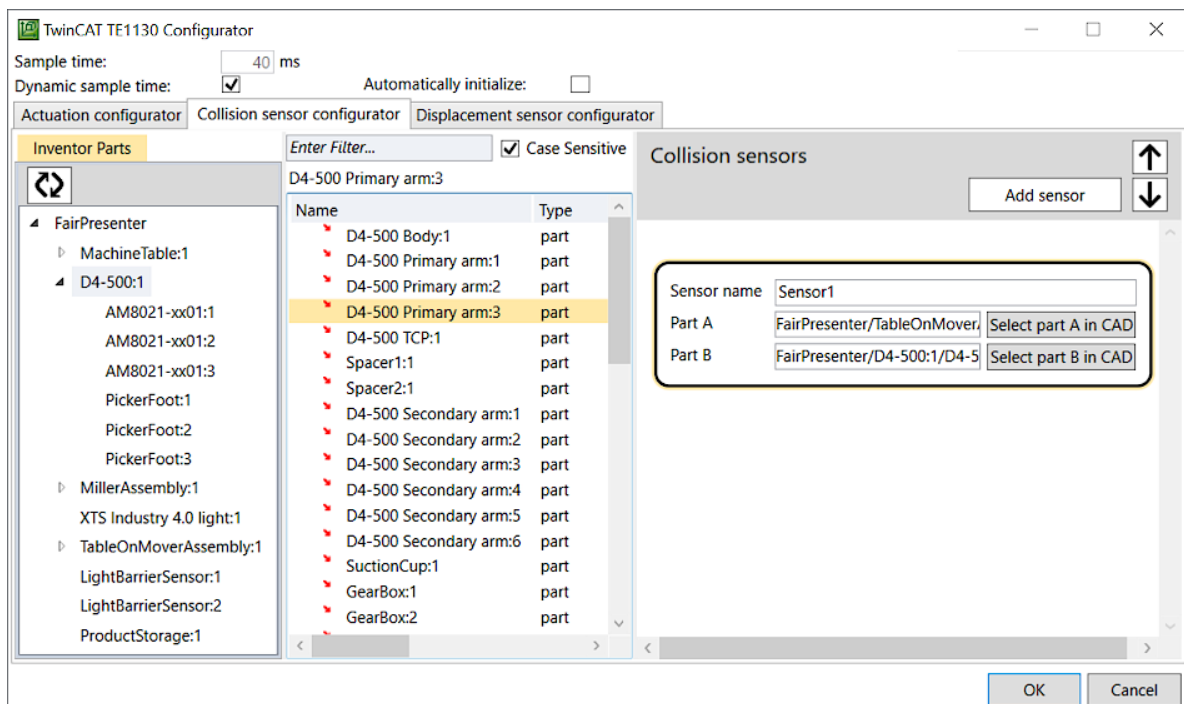 TwinCAT TE1130 Configurator
Sample time: 40 ms
Dynamic sample time: Automatically initialize:
Actuation configurator Collision sensor configurator Displacement sensor configurator
Inventor Parts
FairPresenter
MachineTable:1
D4-500:1
AM8021-xx01:1
AM8021-xx01:2
AM8021-xx01:3
PickerFoot:1
PickerFoot:2
PickerFoot:3
MillerAssembly:1
XTS Industry 4.0 light:1
TableOnMoverAssembly:1
LightBarrierSensor:1
LightBarrierSensor:2
ProductStorage:1
Enter Filter... Case Sensitive
D4-500 Primary arm:3
Name Type
D4-500 Body:1 part
D4-500 Primary arm:1 part
D4-500 Primary arm:2 part
D4-500 Primary arm:3 part
D4-500 TCP:1 part
Spacer1:1 part
Spacer2:1 part
D4-500 Secondary arm:1 part
D4-500 Secondary arm:2 part
D4-500 Secondary arm:3 part
D4-500 Secondary arm:4 part
D4-500 Secondary arm:5 part
D4-500 Secondary arm:6 part
SuctionCup:1 part
GearBox:1 part
GearBox:2 part
Collision sensors
Add sensor
Sensor name Sensor1
Part A FairPresenter/TableOnMover Select part A in CAD
Part B FairPresenter/D4-500:1/D4-5 Select part B in CAD
OK Cancel